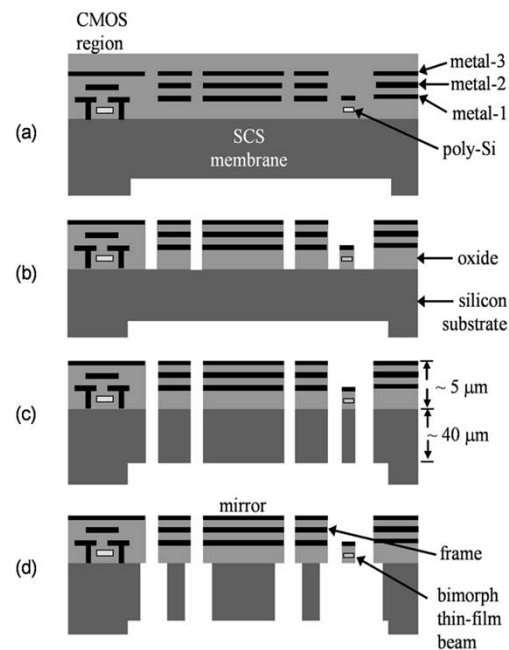 CMOS
region
metal-3
metal-2
metal-1
poly-Si
(a)
SCS
membrane
(b)
oxide
silicon
substrate
(c)
~ 5 μm
~ 40 μm
mirror
(d)
frame
bimorph
thin-film
beam